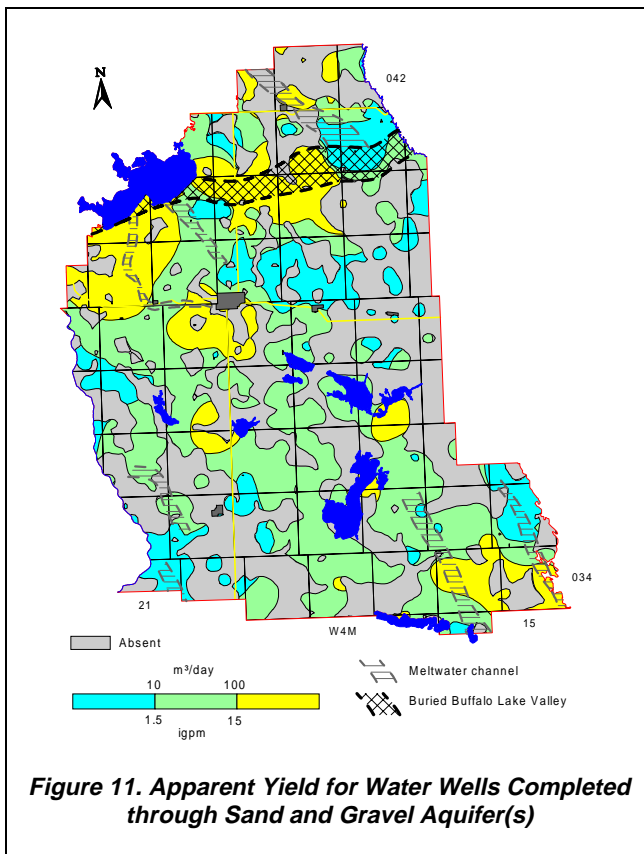 N
042
034
21
W4M
15
Absent
m³/day
10 100
1.5 15
igpm
Meltwater channel
Buried Buffalo Lake Valley
Figure 11. Apparent Yield for Water Wells Completed
through Sand and Gravel Aquifer(s)